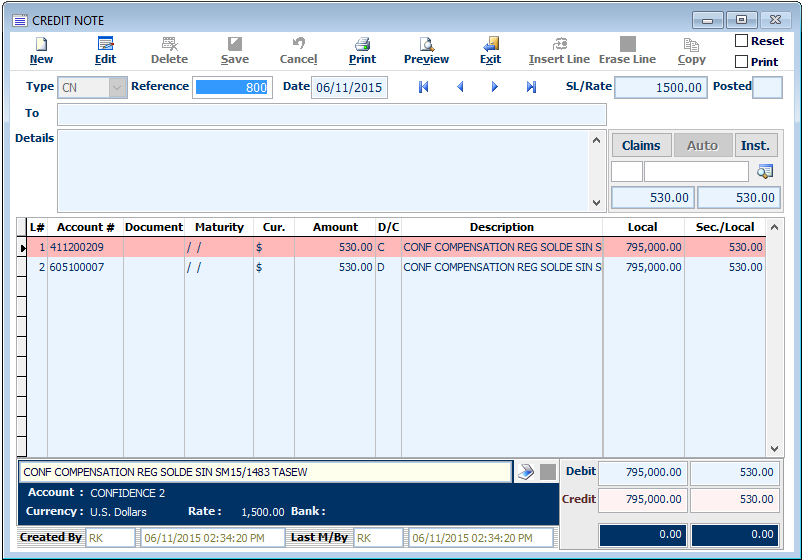 CREDIT NOTE
New Edit Delete Save Cancel Print Preview Exit Insert Line Erase Line Copy Reset
Print
Type CN Reference 800 Date 06/11/2015 SL/Rate 1500.00 Posted
To
Details
Claims Auto Inst.
530.00 530.00
L# Account # Document Maturity Cur. Amount D/C Description Local Sec./Local
1 411200209 / / $ 530.00 C CONF COMPENSATION REG SOLDE SIN S 795,000.00 530.00
2 605100007 / / $ 530.00 D CONF COMPENSATION REG SOLDE SIN S 795,000.00 530.00
CONF COMPENSATION REG SOLDE SIN SM15/1483 TASEW
Debit 795,000.00 530.00
Account : CONFIDENCE 2
Credit 795,000.00 530.00
Currency : U.S. Dollars Rate : 1,500.00 Bank :
0.00 0.00
Created By RK 06/11/2015 02:34:20 PM Last M/By RK 06/11/2015 02:34:20 PM